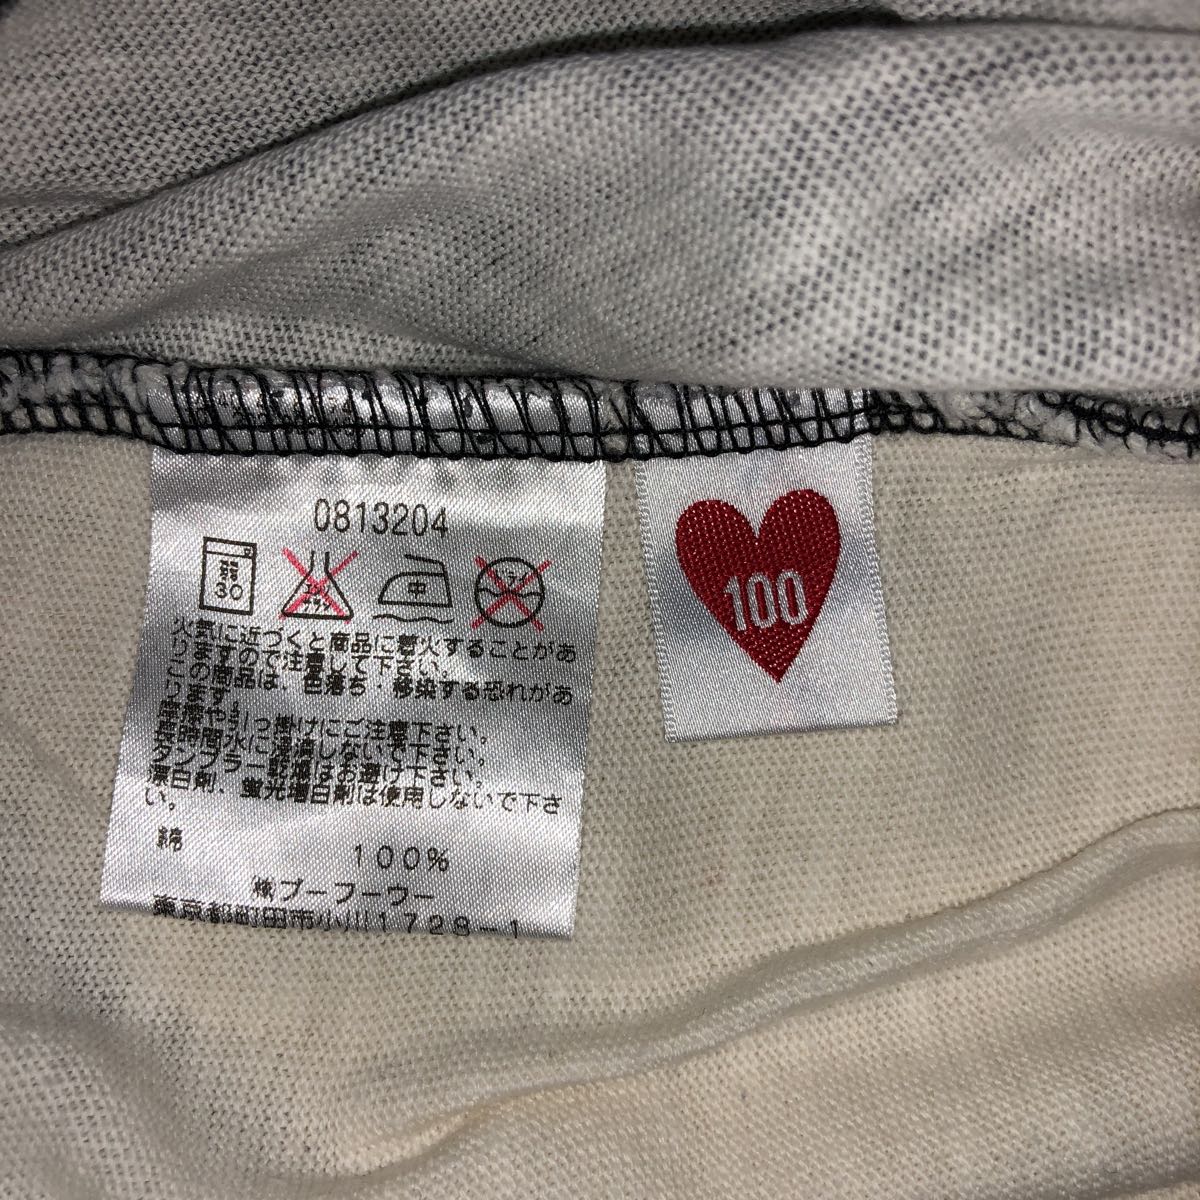 0813204
30
中
火気に近づくと商品に着火することがあ
りますので注意して下さい。
この商品は、色落ち・移染する恐れがあ
ります。
摩擦や引っ掛けにご注意下さい。
長時間水に浸漬しないで下さい。
タンブラー乾燥はお避け下さい。
漂白剤、蛍光増白剤は使用しないで下さ
い。
綿 100%
㈱ブーフーウー
東京都町田市小川1728-1
100